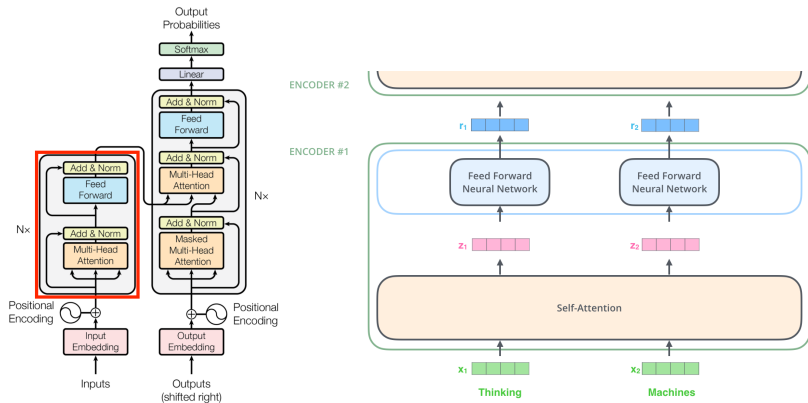 Output
Probabilities
Softmax
Linear
Add & Norm
Feed
Forward
Add & Norm
Multi-Head
Attention
Add & Norm
Masked
Multi-Head
Attention
N×
Positional
Encoding
Output
Embedding
Outputs
(shifted right)
Add & Norm
Feed
Forward
N×
Add & Norm
Multi-Head
Attention
Positional
Encoding
Input
Embedding
Inputs
ENCODER #2
r₁
r₂
ENCODER #1
Feed Forward
Neural Network
Feed Forward
Neural Network
z₁
z₂
Self-Attention
x₁
x₂
Thinking
Machines